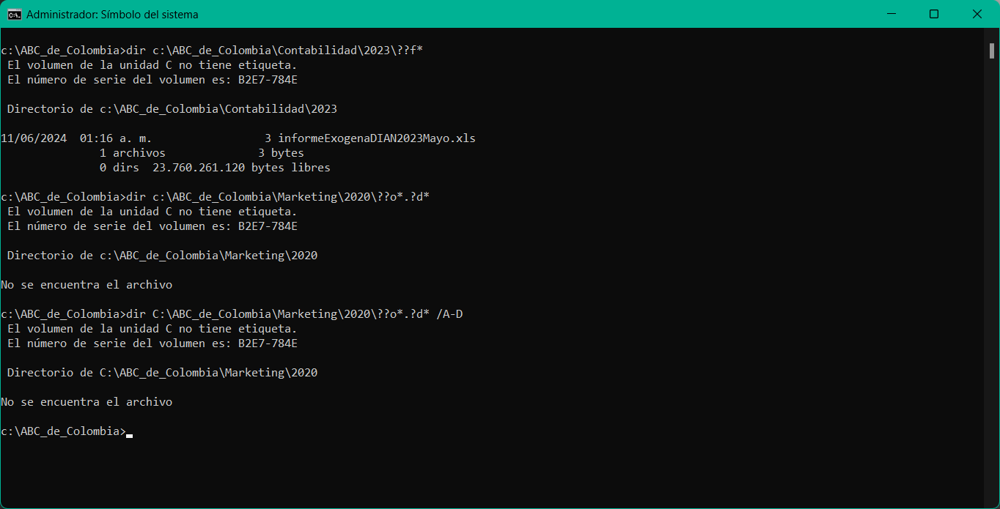 Administrador: Símbolo del sistema
c:\ABC_de_Colombia>dir c:\ABC_de_Colombia\Contabilidad\2023\??f*
El volumen de la unidad C no tiene etiqueta.
El número de serie del volumen es: B2E7-784E
Directorio de c:\ABC_de_Colombia\Contabilidad\2023
11/06/2024  01:16 a. m.                 3 informeExogenaDIAN2023Mayo.xls
1 archivos              3 bytes
0 dirs  23.760.261.120 bytes libres
c:\ABC_de_Colombia>dir c:\ABC_de_Colombia\Marketing\2020\??o*.?d*
El volumen de la unidad C no tiene etiqueta.
El número de serie del volumen es: B2E7-784E
Directorio de c:\ABC_de_Colombia\Marketing\2020
No se encuentra el archivo
c:\ABC_de_Colombia>dir C:\ABC_de_Colombia\Marketing\2020\??o*.?d* /A-D
El volumen de la unidad C no tiene etiqueta.
El número de serie del volumen es: B2E7-784E
Directorio de C:\ABC_de_Colombia\Marketing\2020
No se encuentra el archivo
c:\ABC_de_Colombia>